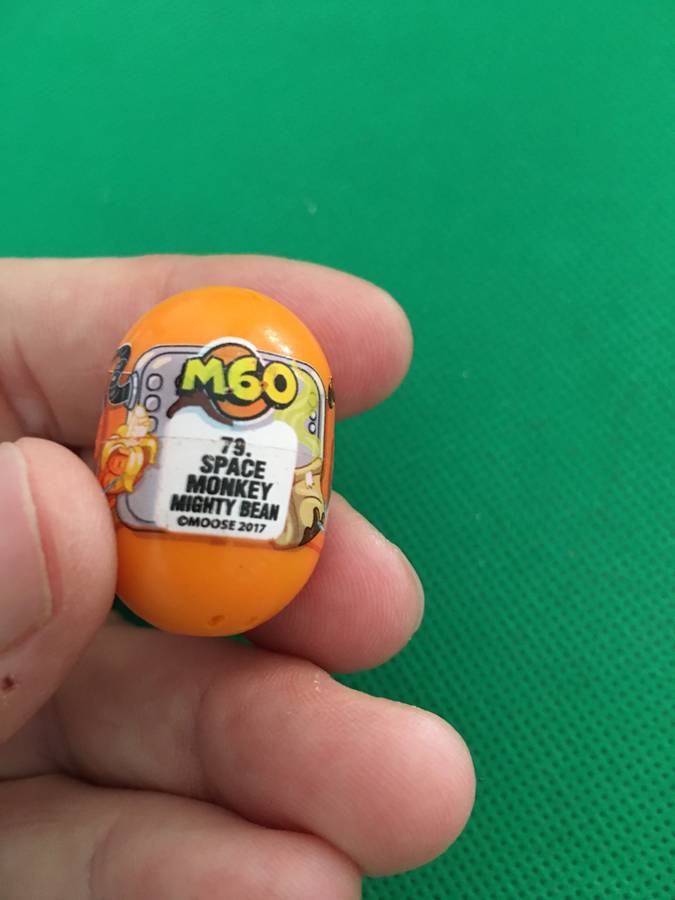 M60
79.
SPACE
MONKEY
MIGHTY BEAN
©MOOSE 2017